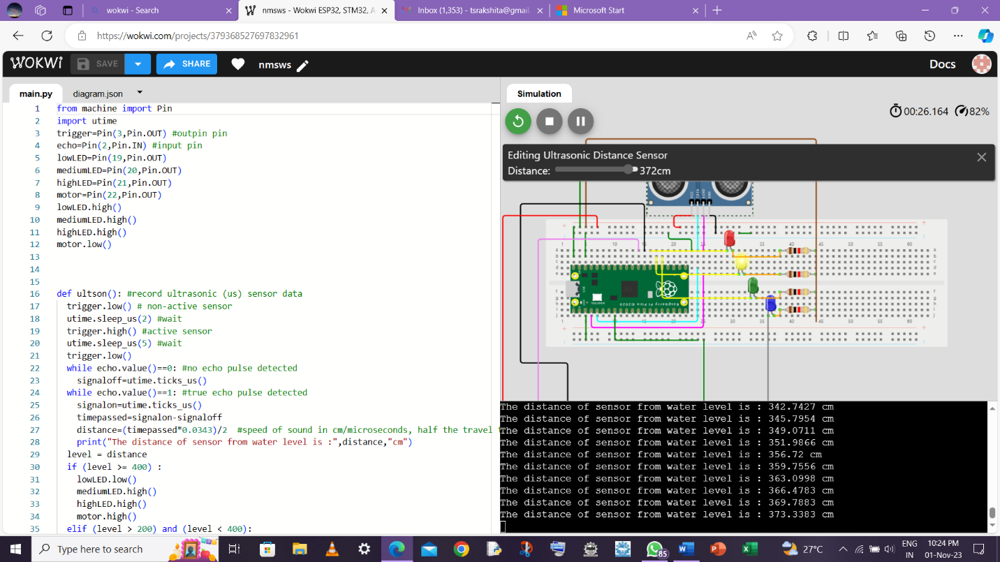 wokwi - Search
nmsws - Wokwi ESP32, STM32, A
Inbox (1,353) - tsrakshita@gmail
Microsoft Start
https://wokwi.com/projects/379368527697832961
WOKWi
SAVE
SHARE
nmsws
Docs
main.py
diagram.json
1 from machine import Pin
2 import utime
3 trigger=Pin(3,Pin.OUT) #outpin pin
4 echo=Pin(2,Pin.IN) #input pin
5 lowLED=Pin(19,Pin.OUT)
6 mediumLED=Pin(20,Pin.OUT)
7 highLED=Pin(21,Pin.OUT)
8 motor=Pin(22,Pin.OUT)
9 lowLED.high()
10 mediumLED.high()
11 highLED.high()
12 motor.low()
13
14
15
16 def ultson(): #record ultrasonic (us) sensor data
17 trigger.low() # non-active sensor
18 utime.sleep_us(2) #wait
19 trigger.high() #active sensor
20 utime.sleep_us(5) #wait
21 trigger.low()
22 while echo.value()==0: #no echo pulse detected
23 signaloff=utime.ticks_us()
24 while echo.value()==1: #true echo pulse detected
25 signalon=utime.ticks_us()
26 timepassed=signalon-signaloff
27 distance=(timepassed*0.0343)/2 #speed of sound in cm/microseconds, half the travel
28 print("The distance of sensor from water level is :",distance,"cm")
29 level = distance
30 if (level >= 400) :
31 lowLED.low()
32 mediumLED.high()
33 highLED.high()
34 motor.high()
35 elif (level > 200) and (level < 400):
Simulation
00:26.164 82%
Editing Ultrasonic Distance Sensor
Distance: 372cm
The distance of sensor from water level is : 342.7427 cm
The distance of sensor from water level is : 345.7954 cm
The distance of sensor from water level is : 349.0711 cm
The distance of sensor from water level is : 351.9866 cm
The distance of sensor from water level is : 356.72 cm
The distance of sensor from water level is : 359.7556 cm
The distance of sensor from water level is : 363.0998 cm
The distance of sensor from water level is : 366.4783 cm
The distance of sensor from water level is : 369.7883 cm
The distance of sensor from water level is : 373.3383 cm
Type here to search
85
27°C
ENG
IN
10:24 PM
01-Nov-23